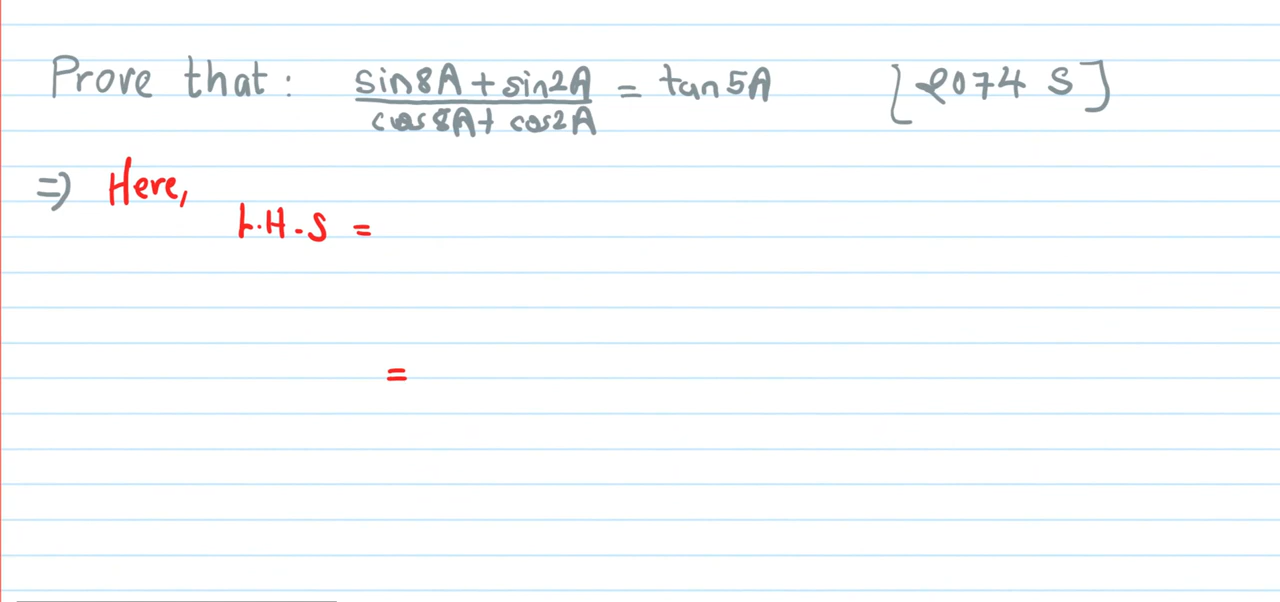 Prove that : sin8A + sin2A = tan5A [2074 S]
cos8A + cos2A
=> Here,
L.H.S =
=